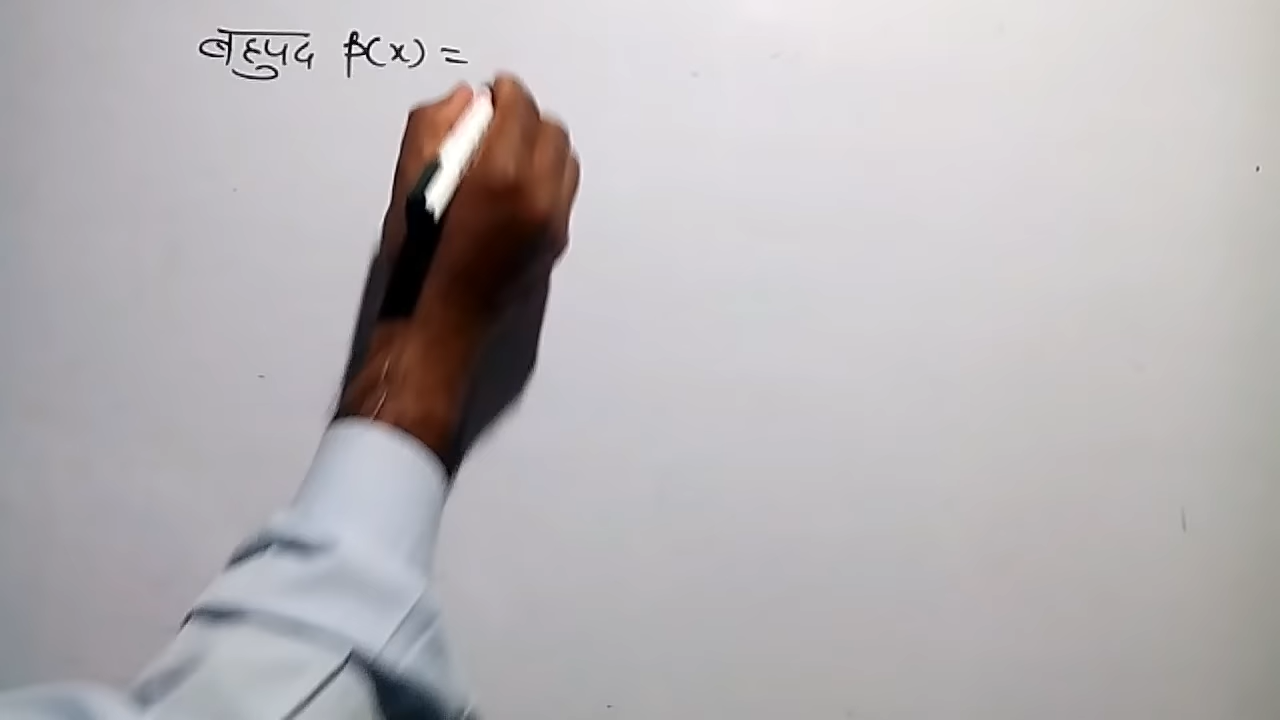 बहुपद p(x) =